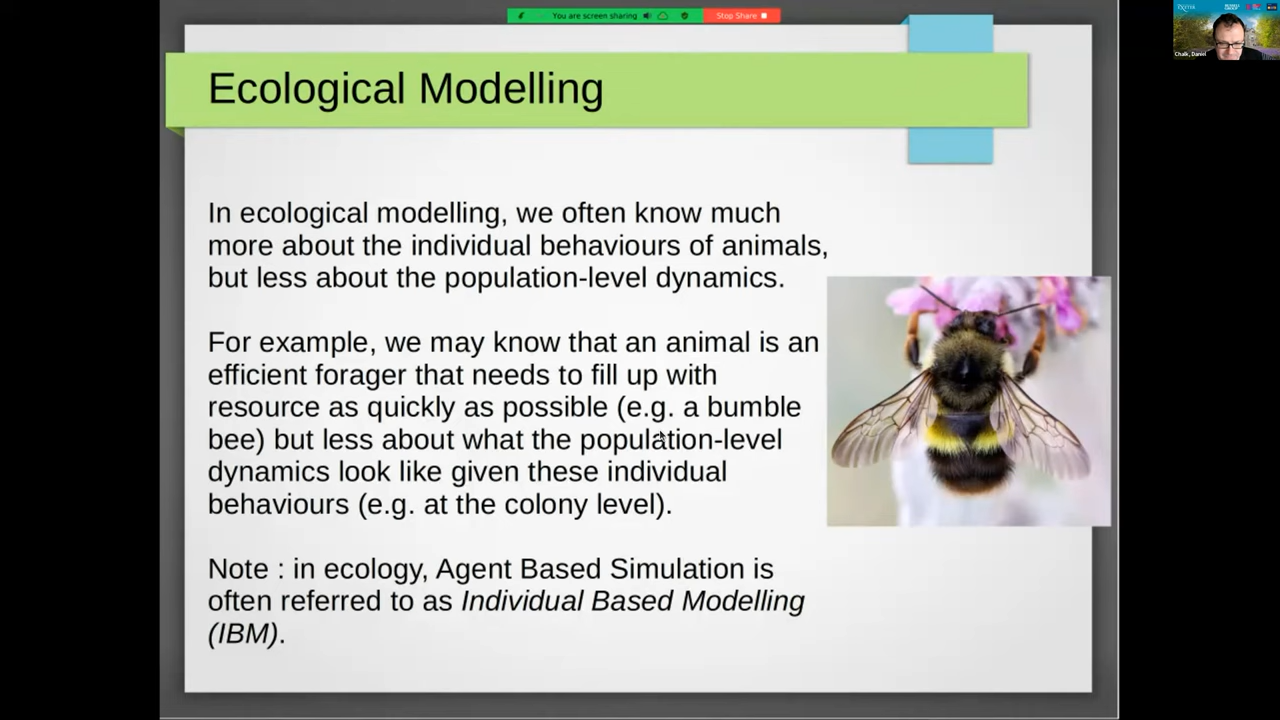 You are screen sharing
Stop Share
Chalk, Daniel
Ecological Modelling
In ecological modelling, we often know much
more about the individual behaviours of animals,
but less about the population-level dynamics.
For example, we may know that an animal is an
efficient forager that needs to fill up with
resource as quickly as possible (e.g. a bumble
bee) but less about what the population-level
dynamics look like given these individual
behaviours (e.g. at the colony level).
Note : in ecology, Agent Based Simulation is
often referred to as Individual Based Modelling
(IBM).